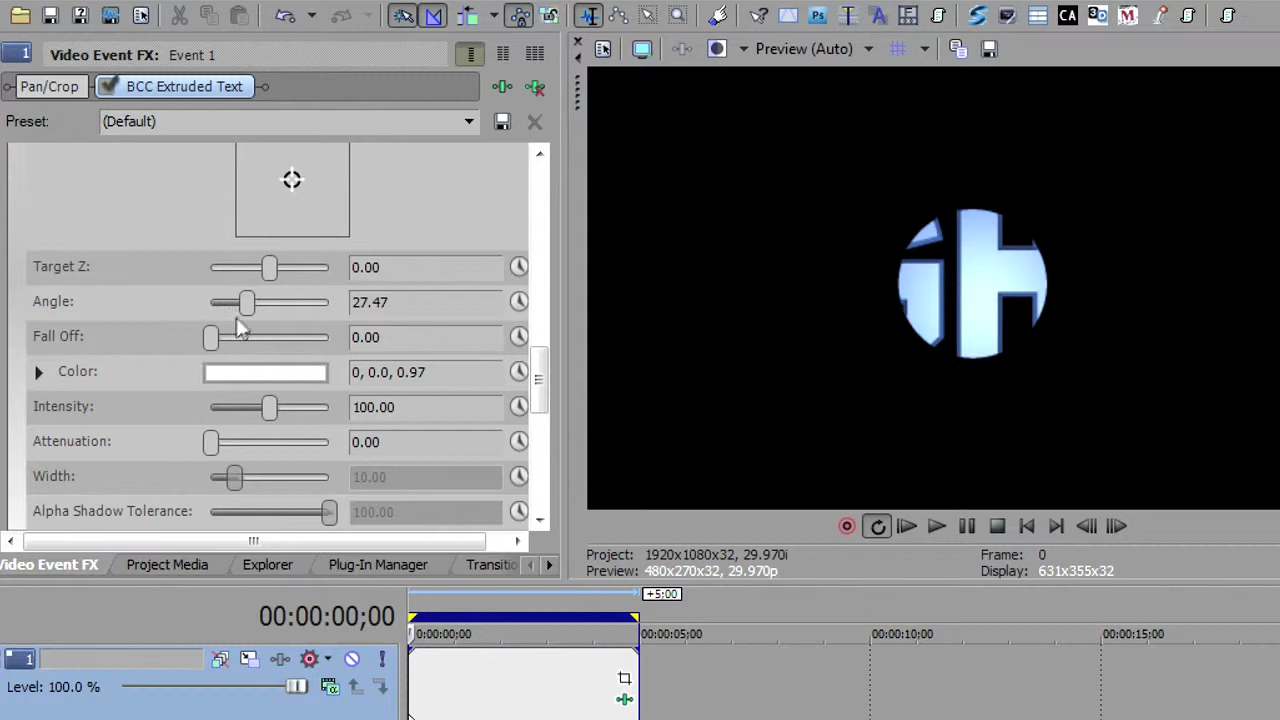 Ps
CA
3D
M
1
Video Event FX: Event 1
Preview (Auto)
Pan/Crop
BCC Extruded Text
Preset:
(Default)
Target Z:
0.00
Angle:
27.47
Fall Off:
0.00
Color:
0, 0.0, 0.97
Intensity:
100.00
Attenuation:
0.00
Width:
10.00
Alpha Shadow Tolerance:
100.00
Video Event FX
Project Media
Explorer
Plug-In Manager
Transitio
Project: 1920x1080x32, 29.970i
Preview: 480x270x32, 29.970p
Frame: 0
Display: 631x355x32
+5:00
00:00:00;00
0:00:00;00
00:00:05;00
00:00:10;00
00:00:15;00
1
Level: 100.0 %